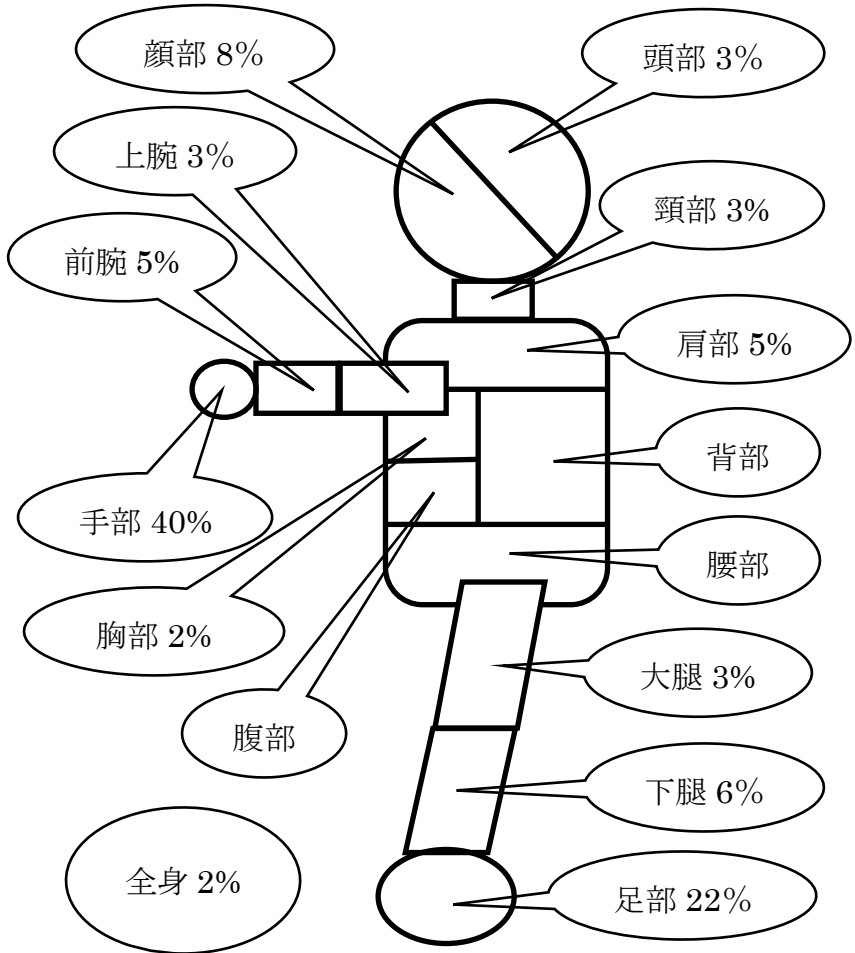 顔部 8%
頭部 3%
上腕 3%
頸部 3%
前腕 5%
肩部 5%
背部
手部 40%
腰部
胸部 2%
大腿 3%
腹部
下腿 6%
全身 2%
足部 22%